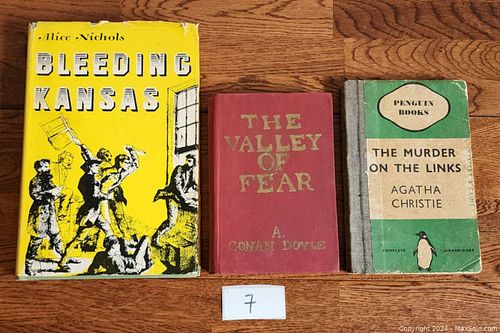 Alice Nichols
BLEEDING
KANSAS
THE
VALLEY
OF
FEAR
A.
CONAN DOYLE
PENGUIN
BOOKS
THE MURDER
ON THE LINKS
AGATHA
CHRISTIE
COMPLETE UNABRIDGED
7
Copyright 2024 - MaxSold.com